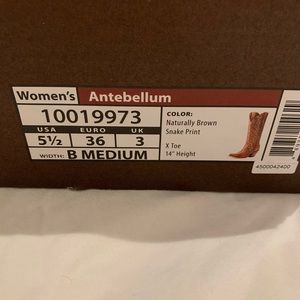 Women's Antebellum
10019973
USA EURO UK
5½ 36 3
WIDTH: B MEDIUM
COLOR:
Naturally Brown
Snake Print
X Toe
14" Height
4500042400